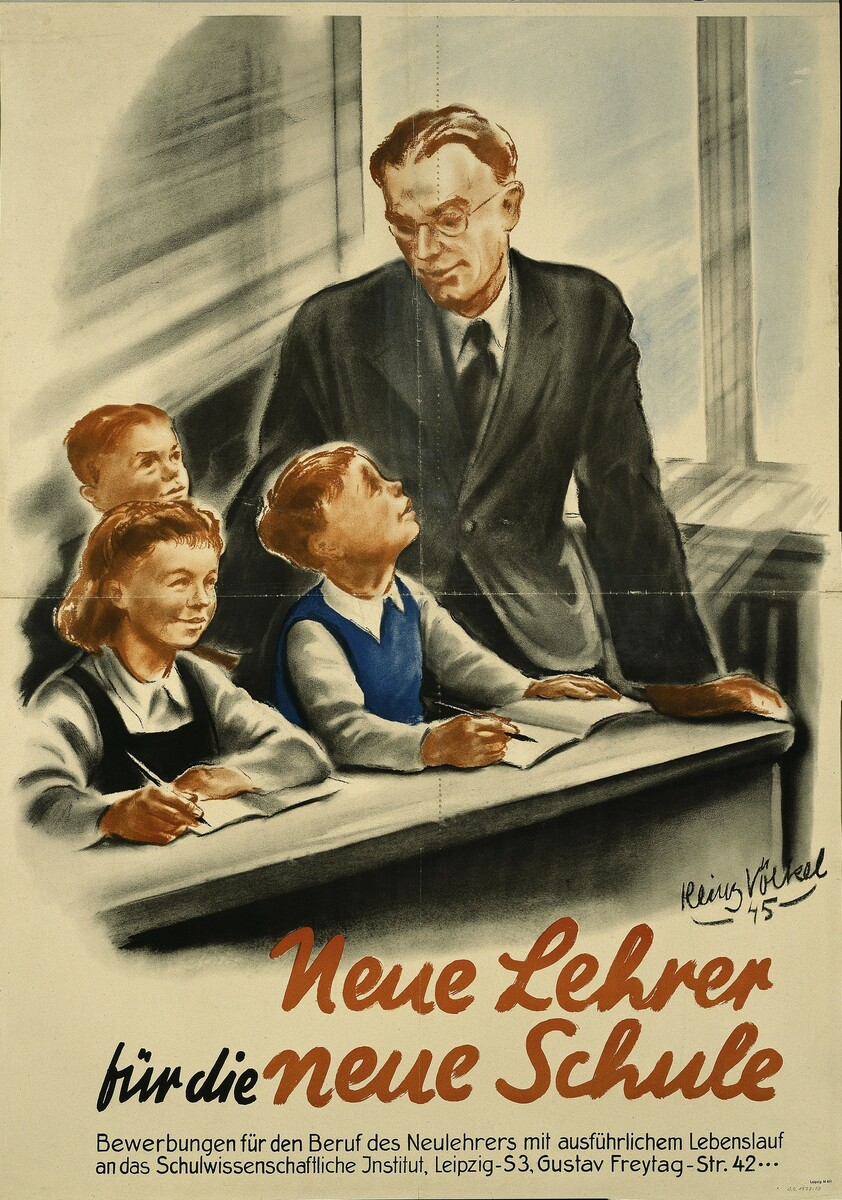 Heinz Völkel
45
Neue Lehrer
für die neue Schule
Bewerbungen für den Beruf des Neulehrers mit ausführlichem Lebenslauf
an das Schulwissenschaftliche Institut, Leipzig-S3, Gustav Freytag-Str. 42•••